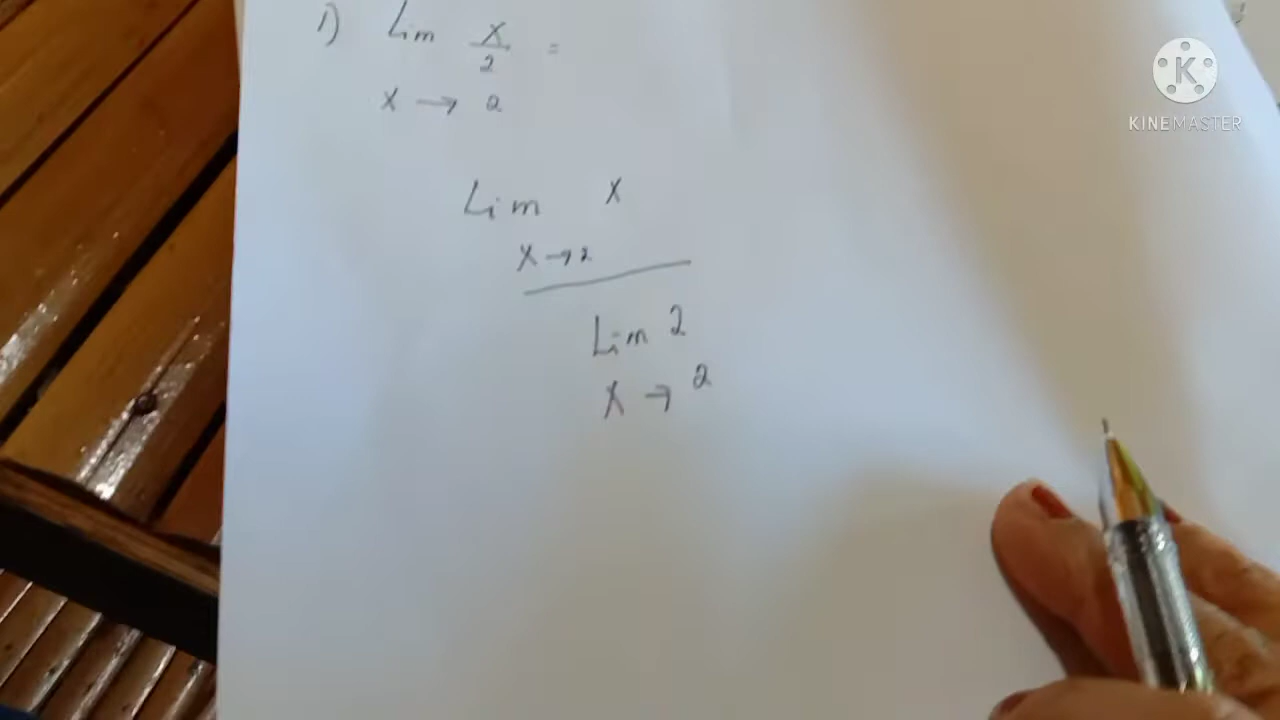 1) Lim x/2 =
x → 2
Lim x
x → 2
Lim 2
x → 2
K
KINEMASTER